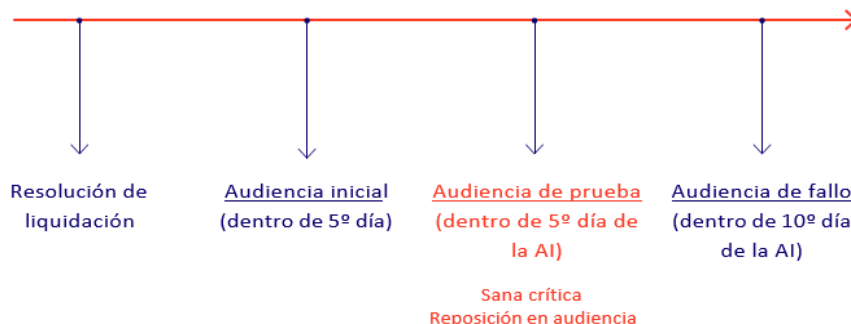 Resolución de
liquidación
Audiencia inicial
(dentro de 5º día)
Audiencia de prueba
(dentro de 5º día de
la AI)
Sana crítica
Reposición en audiencia
Audiencia de fallo
(dentro de 10º día
de la AI)